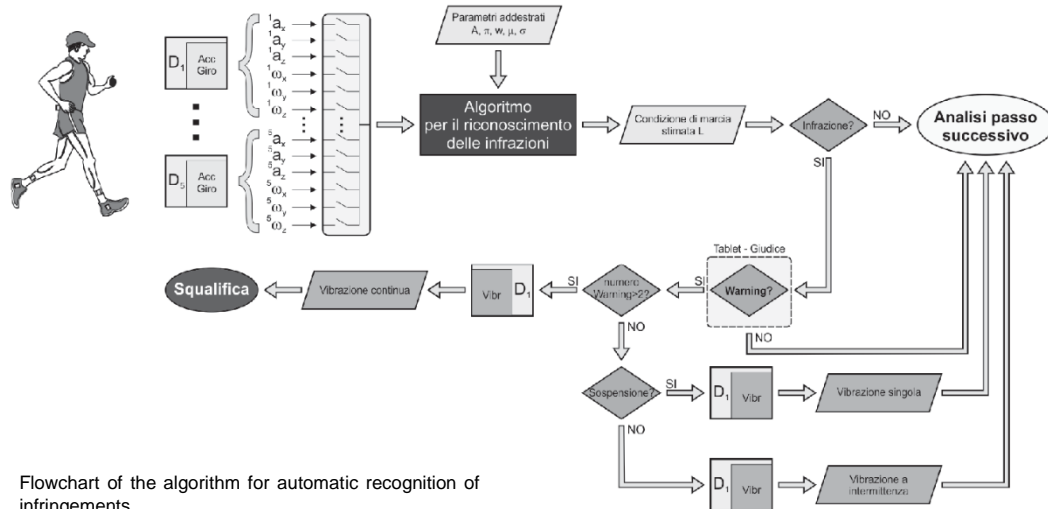 D1
Acc
Giro
D5
Acc
Giro
1ax
1ay
1az
1ωx
1ωy
1ωz
5ax
5ay
5az
5ωx
5ωy
5ωz
Parametri addestrati
A, π, w, μ, σ
Algoritmo
per il riconoscimento
delle infrazioni
Condizione di marcia
stimata L
Infrazione?
NO
SI
Analisi passo
successivo
Tablet - Giudice
Warning?
SI
NO
numero
Warning>2?
SI
NO
Vibr
D1
Vibrazione continua
Squalifica
Sospensione?
SI
NO
D1
Vibr
Vibrazione singola
D1
Vibr
Vibrazione a
intermittenza
Flowchart of the algorithm for automatic recognition of
infringements